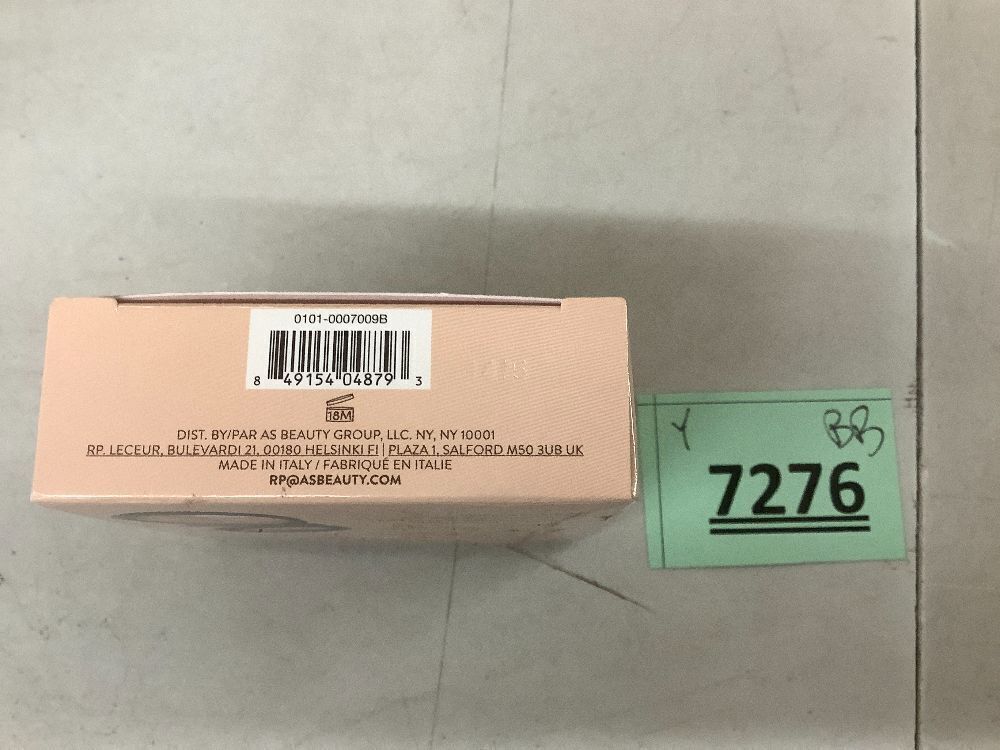 0101-0007009B
8 49154 04879 3
18M
DIST. BY/PAR AS BEAUTY GROUP, LLC. NY, NY 10001
RP. LECEUR, BULEVARDI 21, 00180 HELSINKI FI | PLAZA 1, SALFORD M50 3UB UK
MADE IN ITALY / FABRIQUÉ EN ITALIE
RP@ASBEAUTY.COM
Y BB
7276